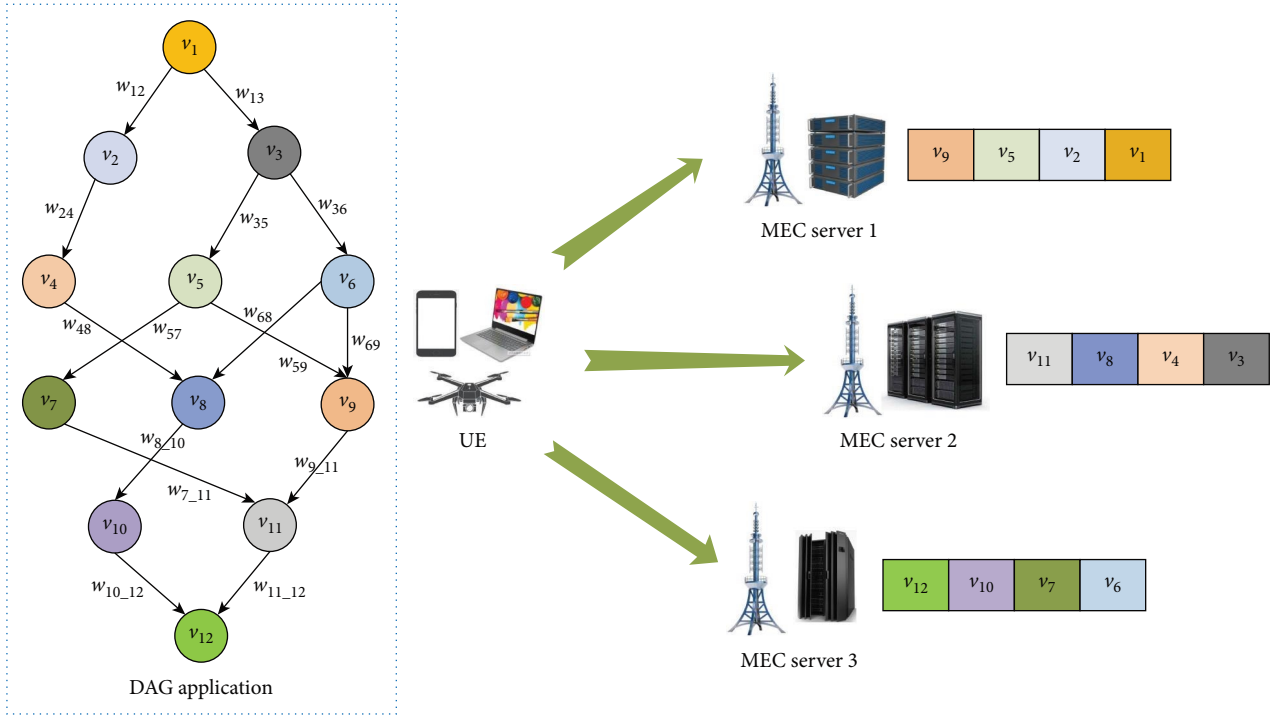 v1
w12
w13
v2
v3
w24
w35
w36
v4
v5
v6
w48
w57
w68
w59
w69
v7
v8
v9
w8_10
w7_11
w9_11
v10
v11
w10_12
w11_12
v12
DAG application
UE
v9 v5 v2 v1
MEC server 1
v11 v8 v4 v3
MEC server 2
v12 v10 v7 v6
MEC server 3